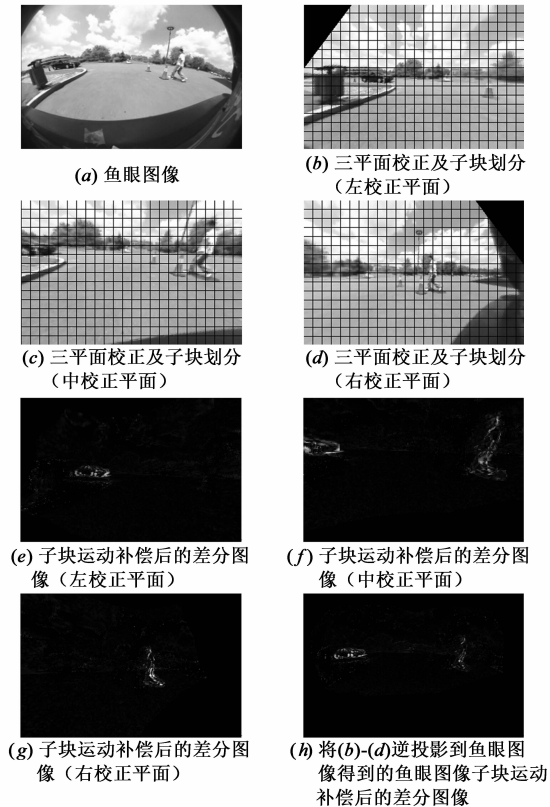 (a) 鱼眼图像
(b) 三平面校正及子块划分
（左校正平面）
(c) 三平面校正及子块划分
（中校正平面）
(d) 三平面校正及子块划分
（右校正平面）
(e) 子块运动补偿后的差分图
像（左校正平面）
(f) 子块运动补偿后的差分图
像（中校正平面）
(g) 子块运动补偿后的差分图
像（右校正平面）
(h) 将(b)-(d)逆投影到鱼眼图
像得到的鱼眼图像子块运动
补偿后的差分图像